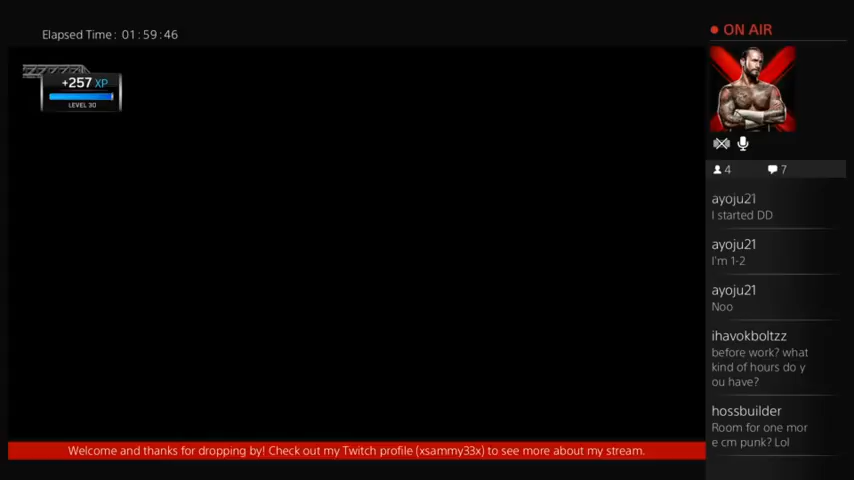 Elapsed Time: 01:59:46
ON AIR
+257 XP
LEVEL 30
4
7
ayoju21
I started DD
ayoju21
I'm 1-2
ayoju21
Noo
ihavokboltzz
before work? what
kind of hours do y
ou have?
hossbuilder
Room for one mor
e cm punk? Lol
Welcome and thanks for dropping by! Check out my Twitch profile (xsammy33x) to see more about my stream.